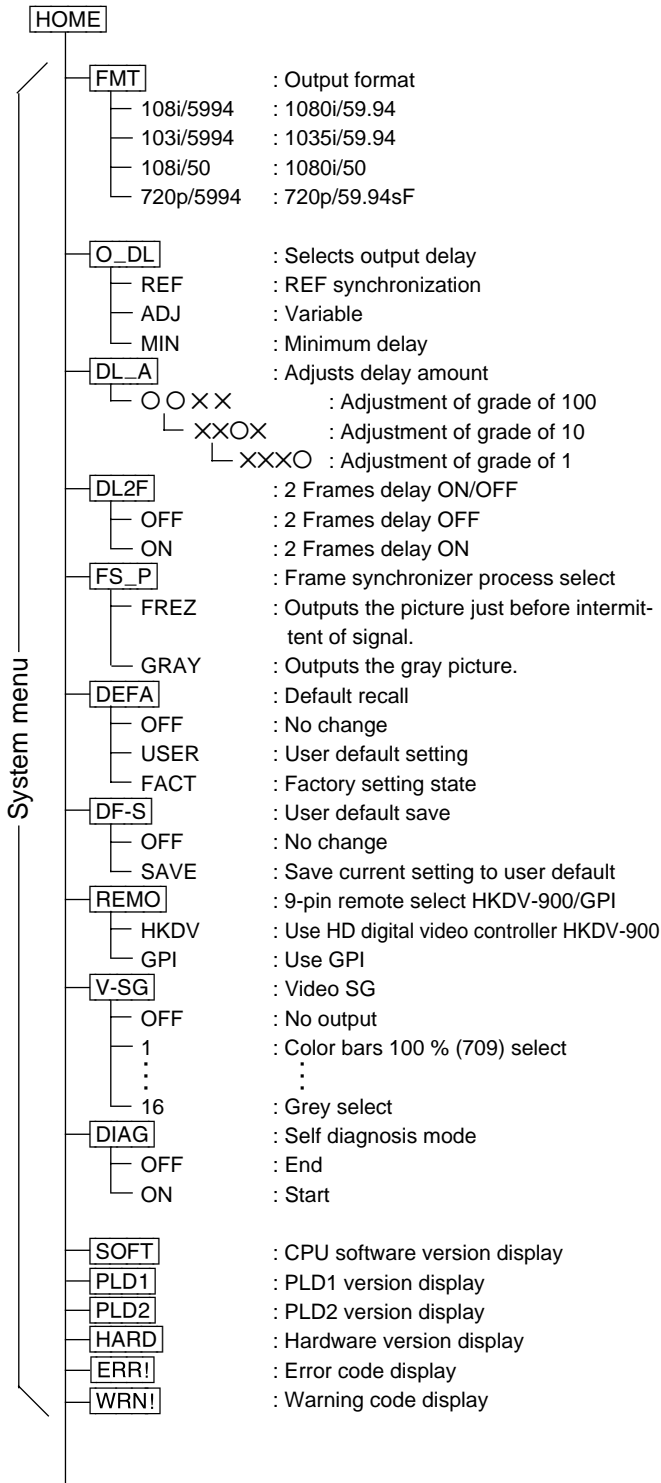 HOME
FMT : Output format
108i/5994 : 1080i/59.94
103i/5994 : 1035i/59.94
108i/50 : 1080i/50
720p/5994 : 720p/59.94sF
O_DL : Selects output delay
REF : REF synchronization
ADJ : Variable
MIN : Minimum delay
DL_A : Adjusts delay amount
○○×× : Adjustment of grade of 100
××○× : Adjustment of grade of 10
×××○ : Adjustment of grade of 1
DL2F : 2 Frames delay ON/OFF
OFF : 2 Frames delay OFF
ON : 2 Frames delay ON
FS_P : Frame synchronizer process select
FREZ : Outputs the picture just before intermit-
tent of signal.
GRAY : Outputs the gray picture.
DEFA : Default recall
OFF : No change
USER : User default setting
FACT : Factory setting state
DF-S : User default save
OFF : No change
SAVE : Save current setting to user default
REMO : 9-pin remote select HKDV-900/GPI
HKDV : Use HD digital video controller HKDV-900
GPI : Use GPI
V-SG : Video SG
OFF : No output
1 : Color bars 100 % (709) select
16 : Grey select
DIAG : Self diagnosis mode
OFF : End
ON : Start
SOFT : CPU software version display
PLD1 : PLD1 version display
PLD2 : PLD2 version display
HARD : Hardware version display
ERR! : Error code display
WRN! : Warning code display
System menu